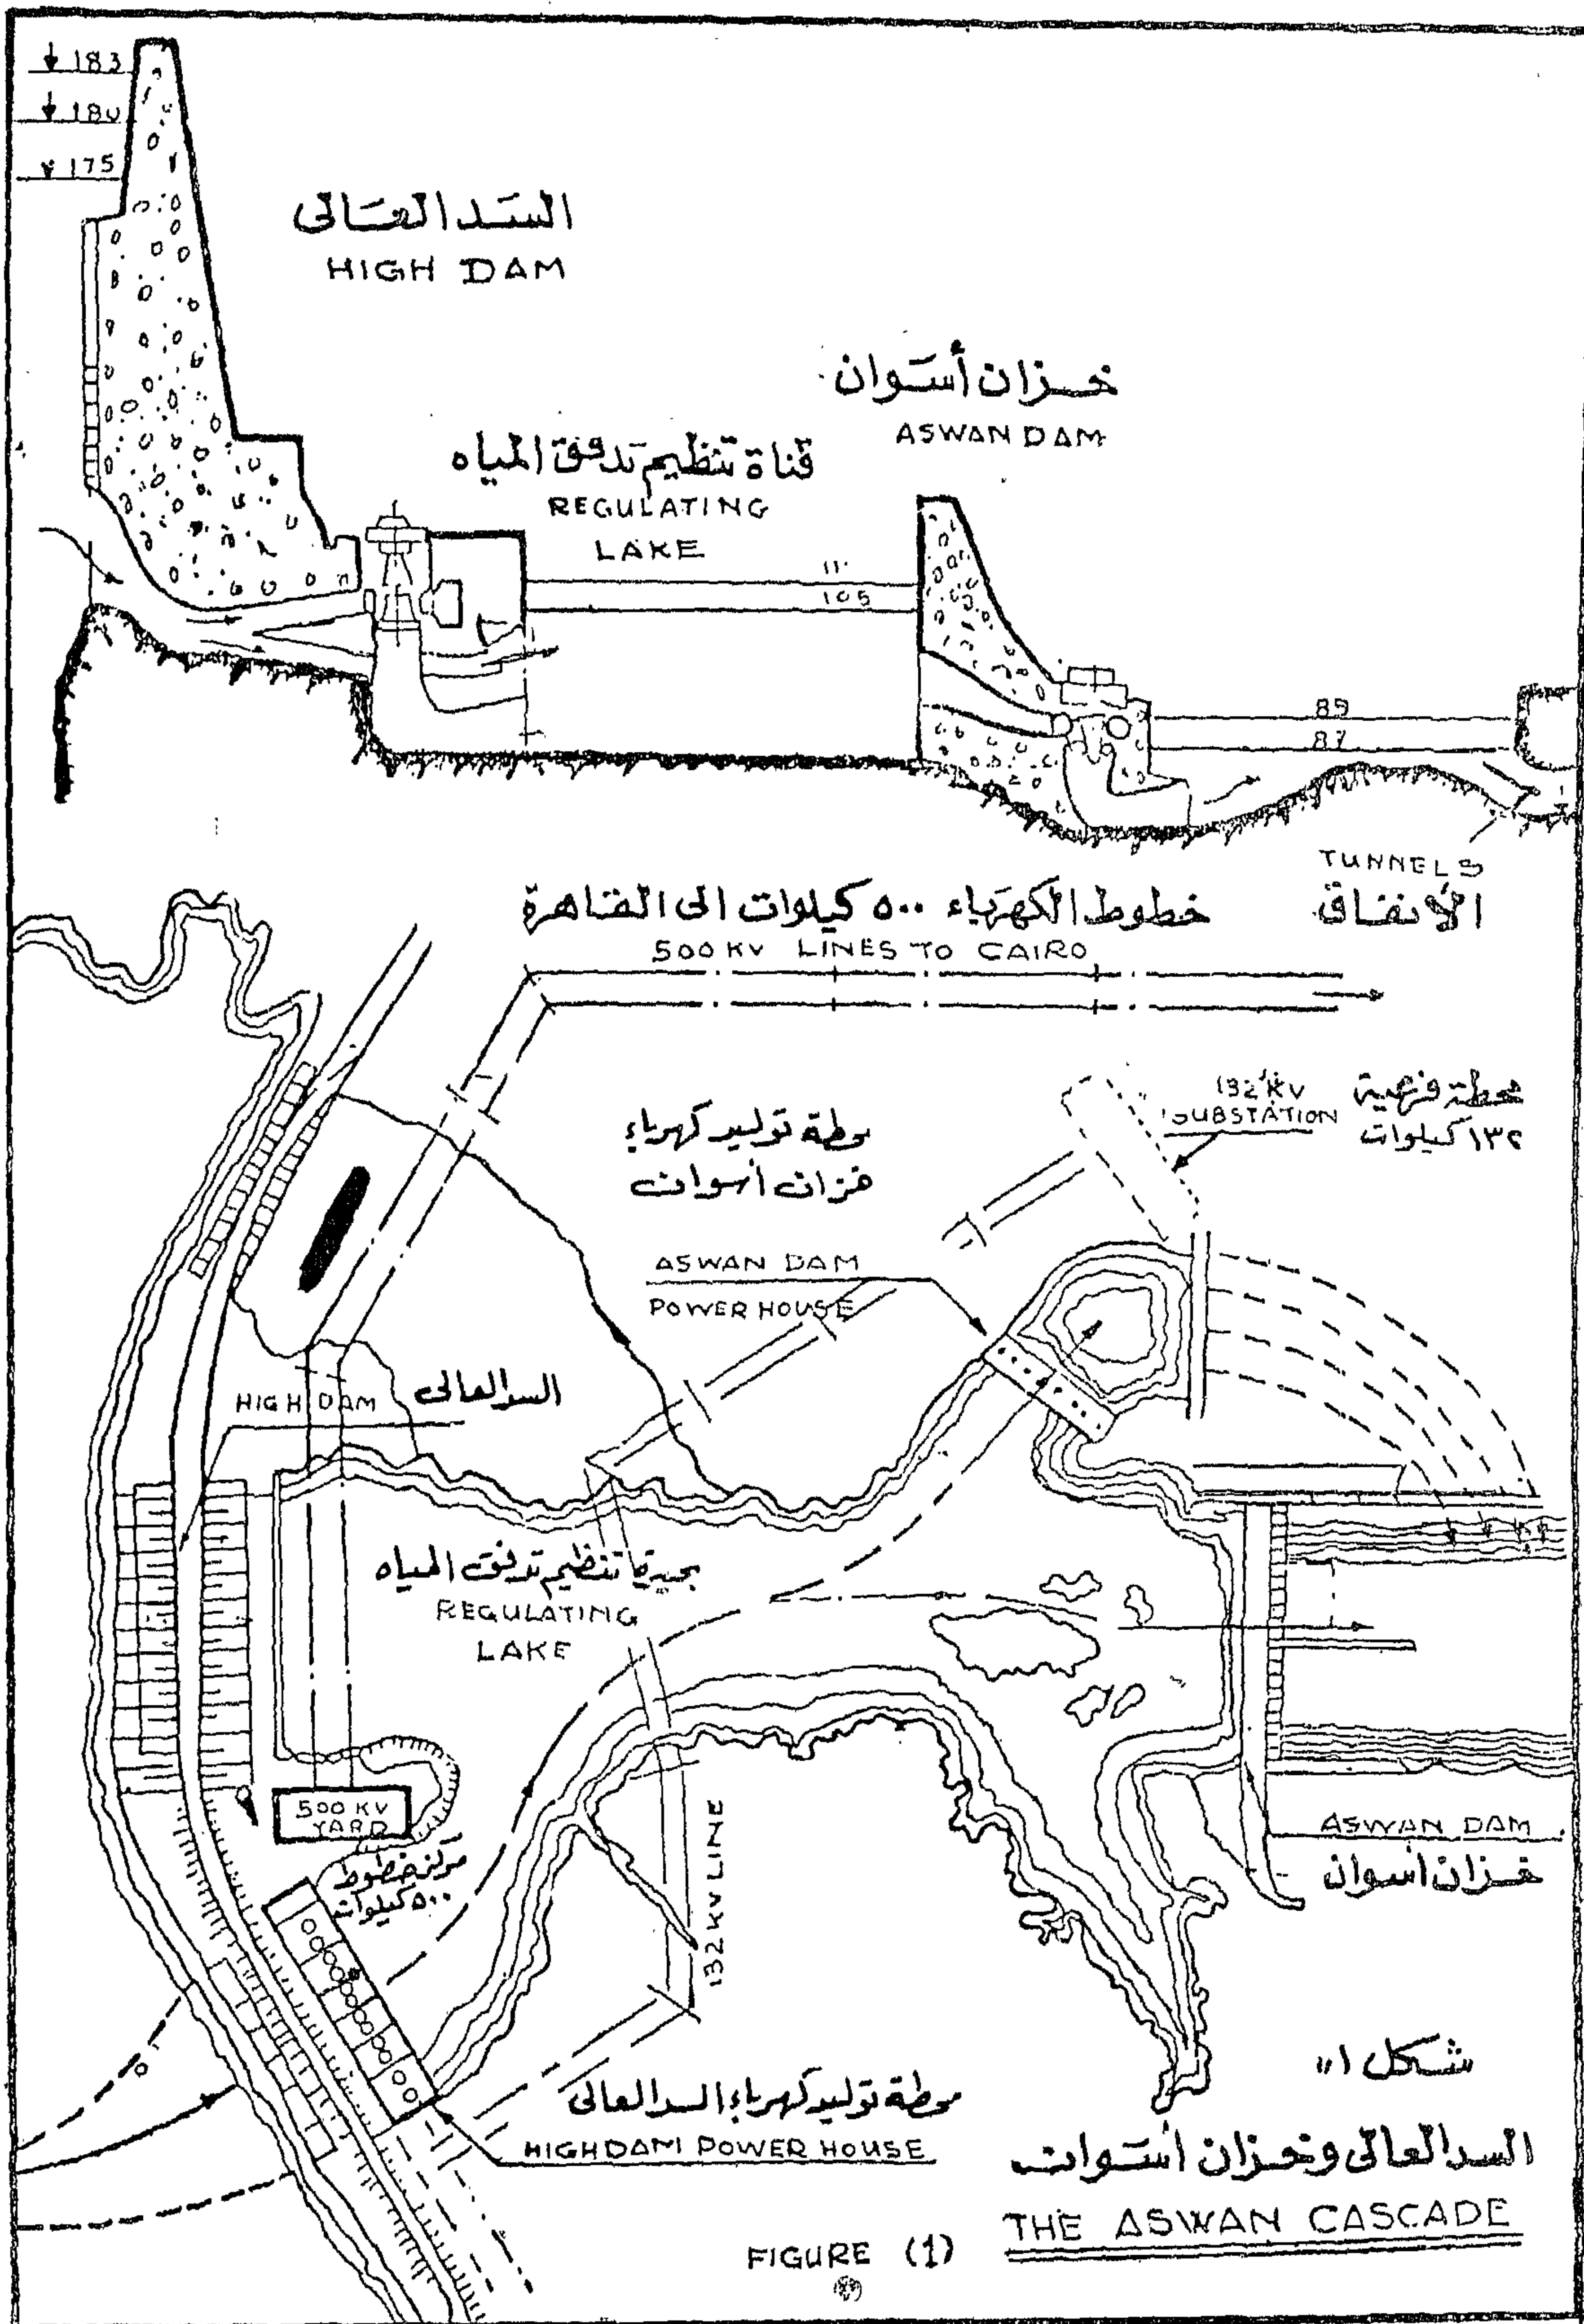 183
180
175
السد العالى
HIGH DAM
خزان أسوان
ASWAN DAM
قناة تنظيم تدفق المياه
REGULATING
LAKE
105
89
87
TUNNELS
الأنفاق
خطوط الكهرباء ٥٠٠ كيلوات الى القاهرة
500 KV LINES TO CAIRO
132 KV
SUBSTATION
محطة فرعية
١٣٢ كيلوات
محطة توليد كهرباء
خزان أسوان
ASWAN DAM
POWER HOUSE
HIGH DAM
السد العالى
بحيرة تنظيم تدفق المياه
REGULATING
LAKE
500 KV
YARD
مركز خطوط
٥٠٠ كيلوات
132 KV LINE
ASWAN DAM
خزان أسوان
محطة توليد كهرباء السد العالى
HIGH DAM POWER HOUSE
شكل "١"
السد العالى وخزان أسوان
THE ASWAN CASCADE
FIGURE (1)